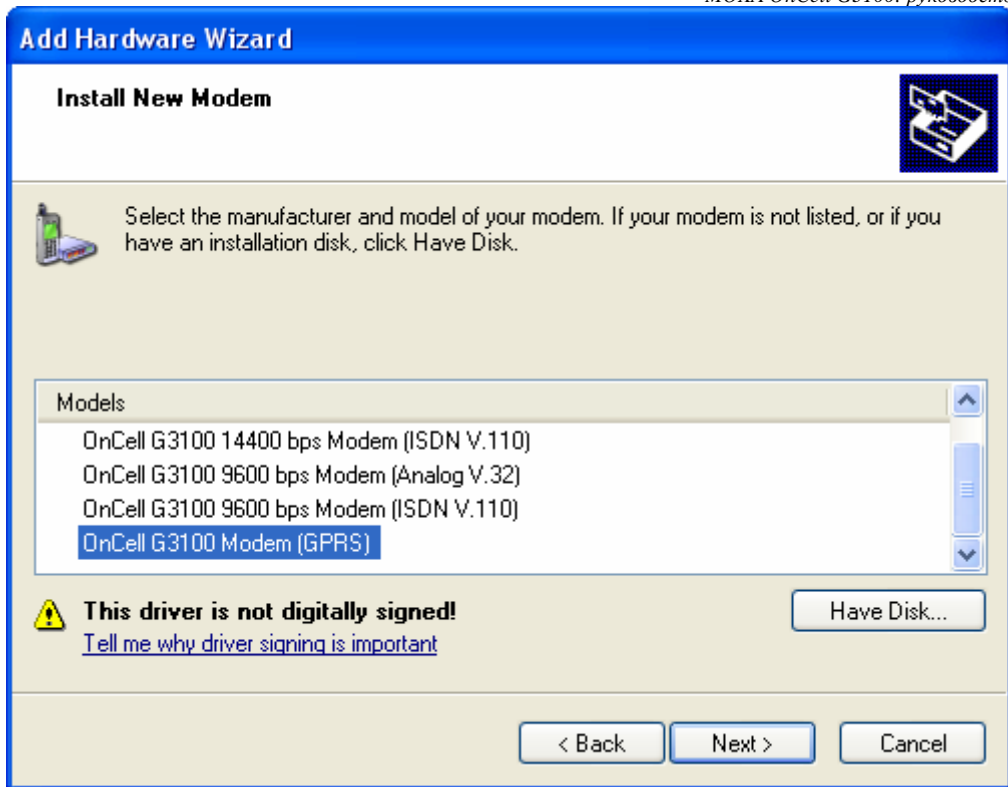 MOXA OnCell G3100:
Add Hardware Wizard
Install New Modem
Select the manufacturer and model of your modem. If your modem is not listed, or if you
have an installation disk, click Have Disk.
Models
OnCell G3100 14400 bps Modem (ISDN V.110)
OnCell G3100 9600 bps Modem (Analog V.32)
OnCell G3100 9600 bps Modem (ISDN V.110)
OnCell G3100 Modem (GPRS)
This driver is not digitally signed!
Have Disk...
Tell me why driver signing is important
< Back
Next >
Cancel